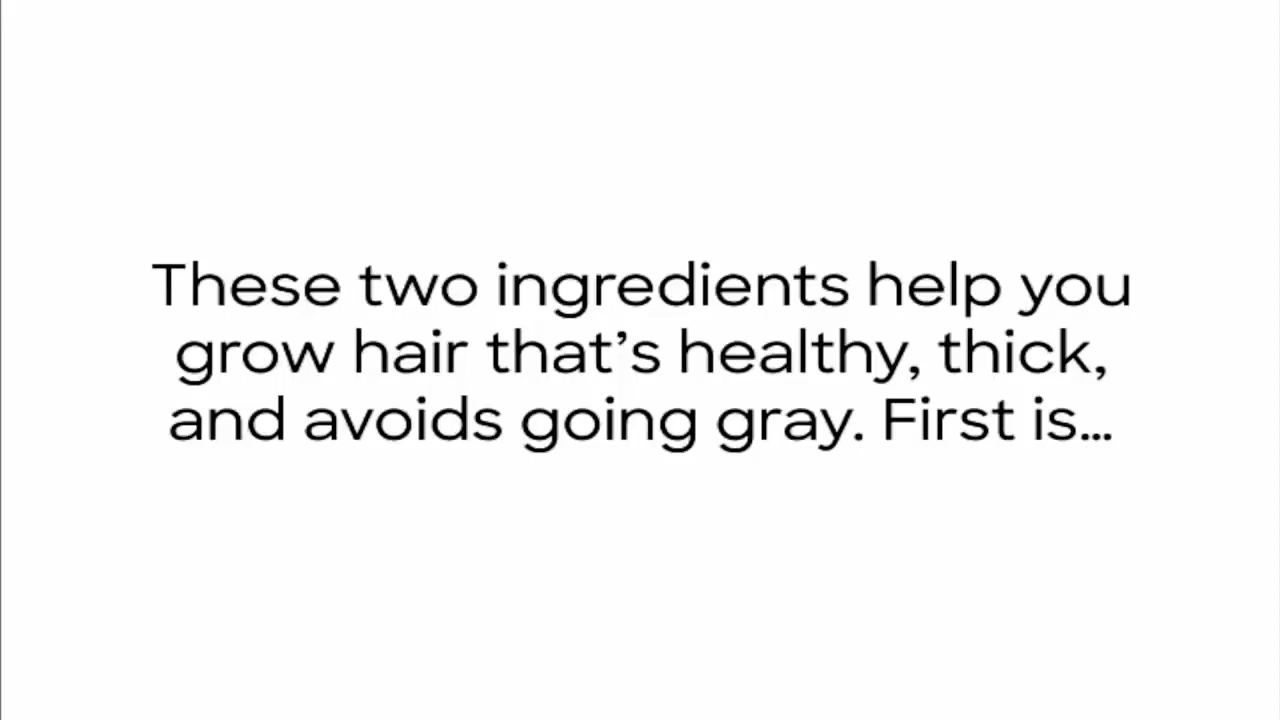 These two ingredients help you
grow hair that’s healthy, thick,
and avoids going gray. First is...